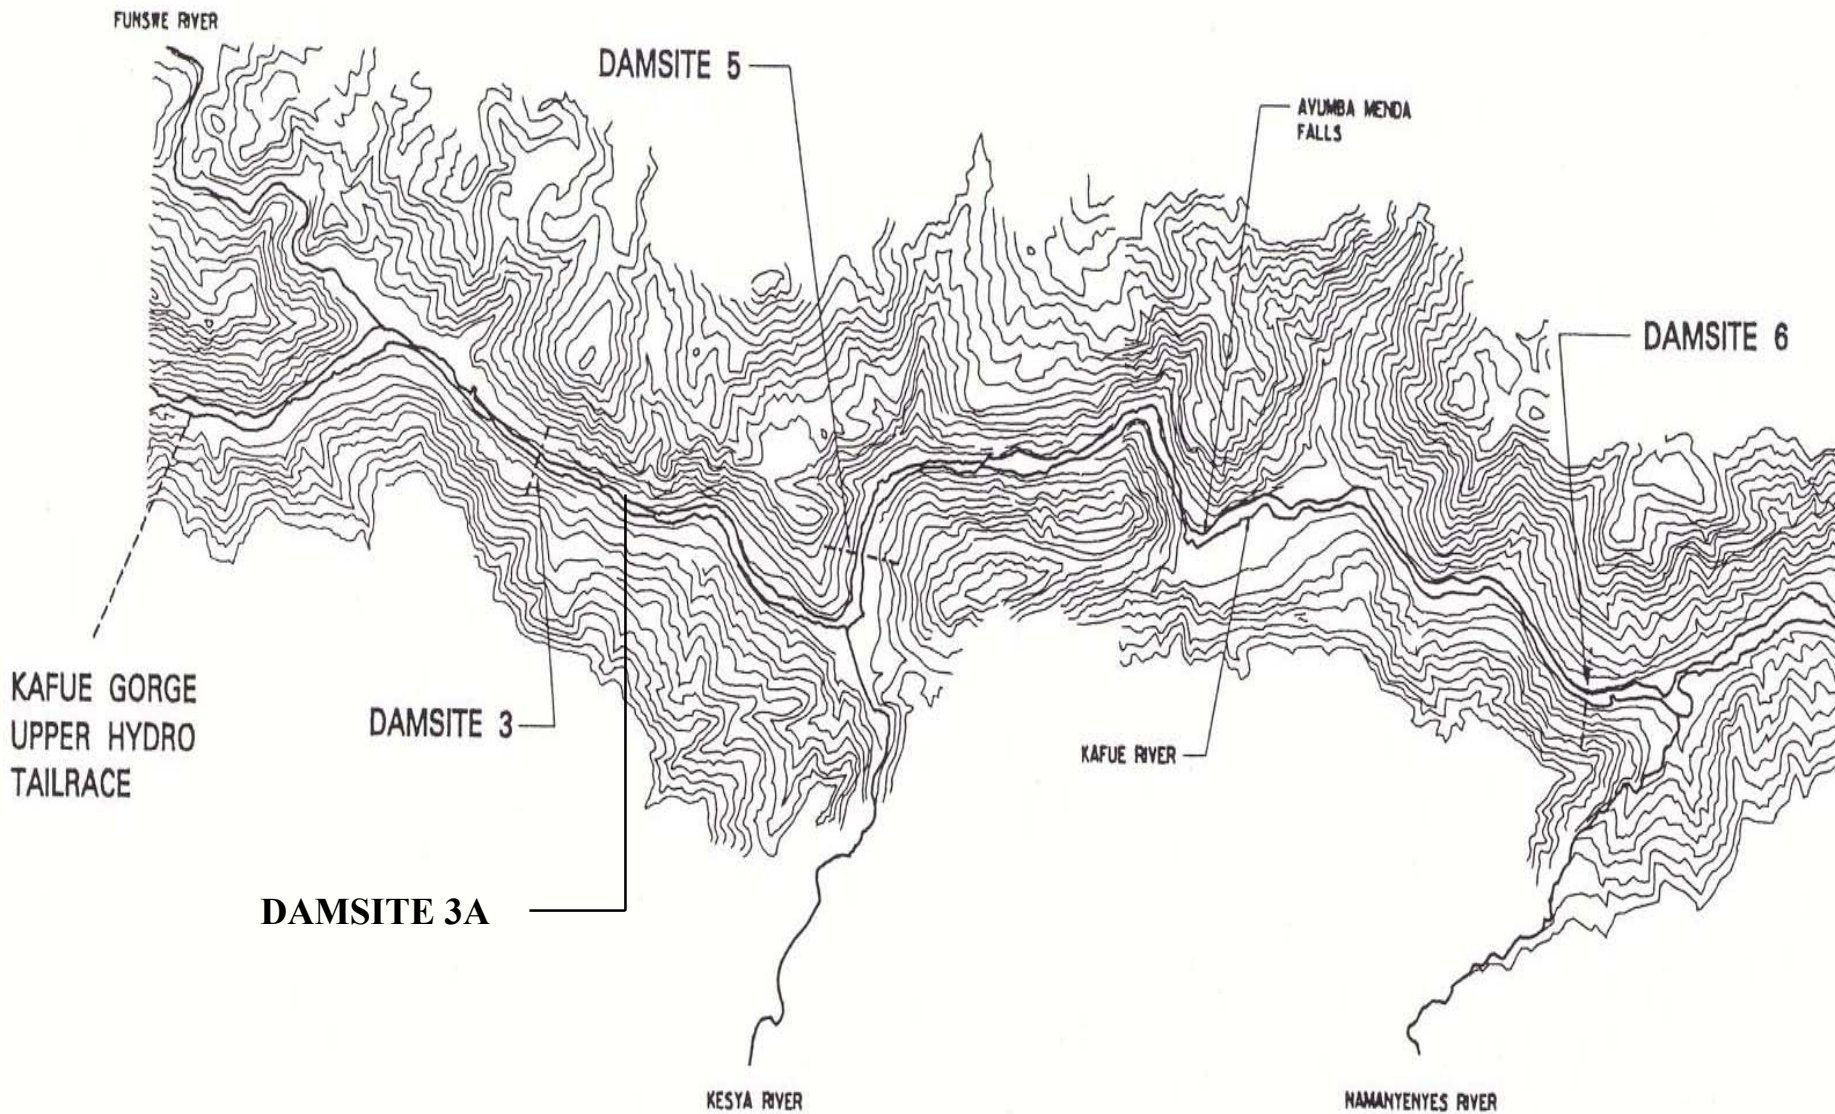 FUNSWE RIVER
DAMSITE 5
AVUMBA MENDA
FALLS
DAMSITE 6
KAFUE GORGE
UPPER HYDRO
TAILRACE
DAMSITE 3
KAFUE RIVER
DAMSITE 3A
KESYA RIVER
NAMANYENYES RIVER